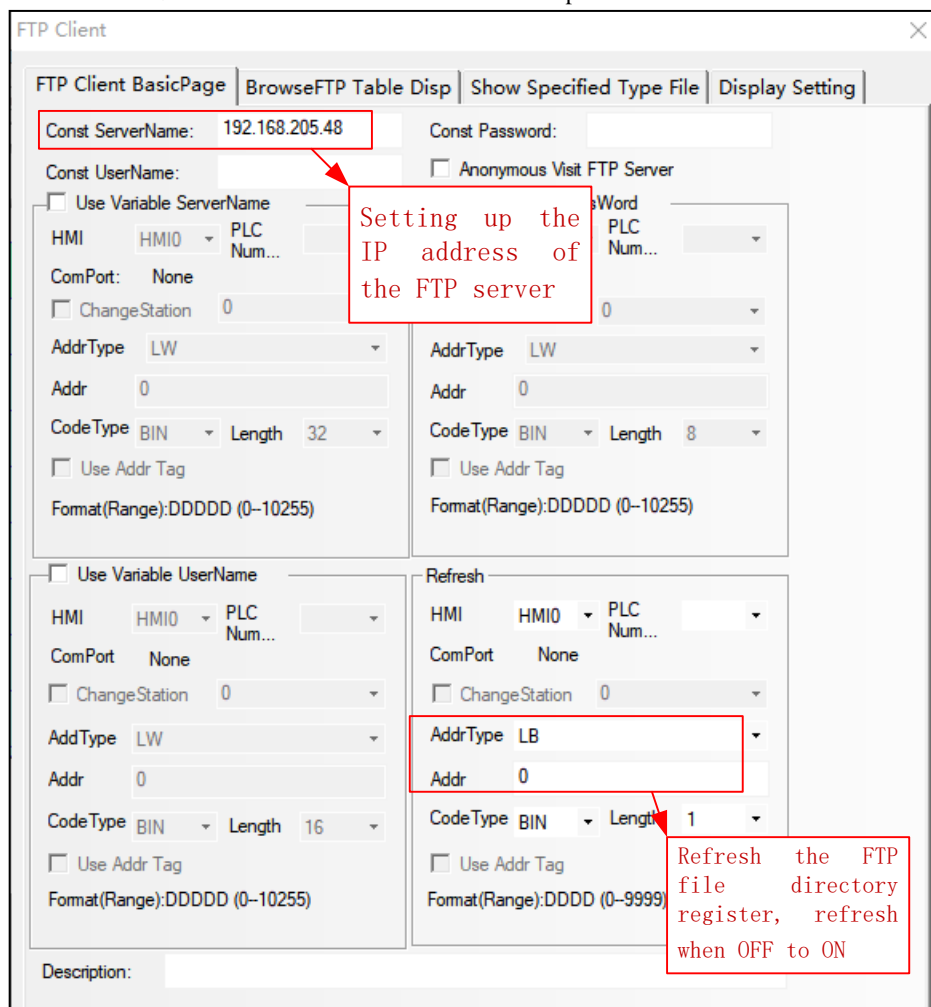 FTP Client
FTP Client BasicPage BrowseFTP Table Disp Show Specified Type File Display Setting
Const ServerName: 192.168.205.48 Const Password:
Const UserName: Anonymous Visit FTP Server
Use Variable ServerName
HMI HMI0 PLC Num...
ComPort: None
ChangeStation 0
AddrType LW
Addr 0
CodeType BIN Length 32
Use Addr Tag
Format(Range):DDDDD (0--10255)
Setting up the
IP address of
the FTP server
sWord
PLC Num...
0
AddrType LW
Addr 0
CodeType BIN Length 8
Use Addr Tag
Format(Range):DDDDD (0--10255)
Use Variable UserName
HMI HMI0 PLC Num...
ComPort None
ChangeStation 0
AddType LW
Addr 0
CodeType BIN Length 16
Use Addr Tag
Format(Range):DDDDD (0--10255)
Refresh
HMI HMI0 PLC Num...
ComPort None
ChangeStation 0
AddrType LB
Addr 0
CodeType BIN Length 1
Use Addr Tag
Format(Range):DDDD (0--9999)
Refresh the FTP
file directory
register, refresh
when OFF to ON
Description: